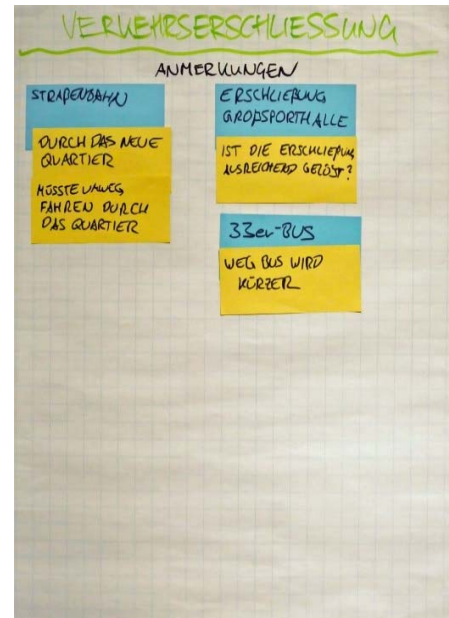 VERKEHRSERSCHLIESSUNG
ANMERKUNGEN
STRAßENBAHN
DURCH DAS NEUE
QUARTIER
MÜSSTE UMWEG
FAHREN DURCH
DAS QUARTIER
ERSCHLIEßUNG
GROßSPORTHALLE
IST DIE ERSCHLIEßUNG
AUSREICHEND GELÖST?
33er-BUS
WEG BUS WIRD
KÜRZER